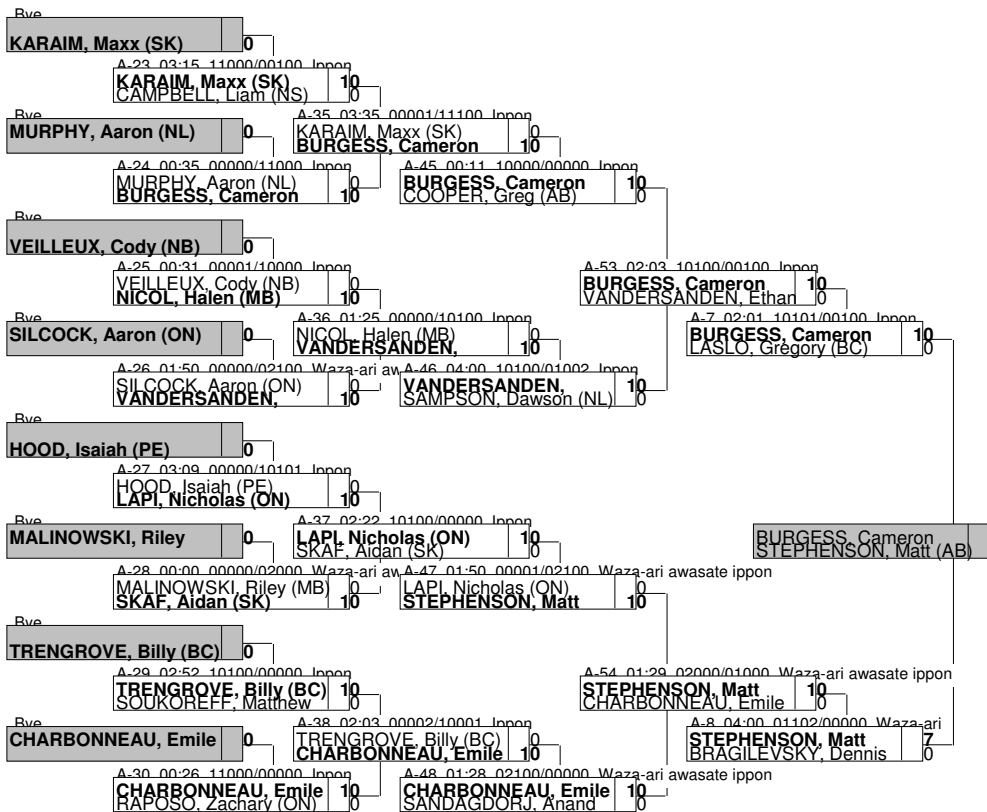 Bye
KARAIM, Maxx (SK) 0
A-23 03:15 11000/00100 Ippon
KARAIM, Maxx (SK) 10
CAMPBELL, Liam (NS) 0
Bye
MURPHY, Aaron (NL) 0
A-35 03:35 00001/11100 Ippon
KARAIM, Maxx (SK) 0
BURGESS, Cameron 10
A-24 00:35 00000/11000 Ippon
MURPHY, Aaron (NL) 0
BURGESS, Cameron 10
A-45 00:11 10000/00000 Ippon
BURGESS, Cameron 10
COOPER, Greg (AB) 0
Bye
VEILLEUX, Cody (NB) 0
A-25 00:31 00001/10000 Ippon
VEILLEUX, Cody (NB) 0
NICOL, Halen (MB) 10
A-53 02:03 10100/00100 Ippon
BURGESS, Cameron 10
VANDERSANDEN, Ethan 0
Bye
SILCOCK, Aaron (ON) 0
A-36 01:25 00000/10100 Ippon
NICOL, Halen (MB) 0
VANDERSANDEN, 10
A-7 02:01 10101/00100 Ippon
BURGESS, Cameron 10
LASLO, Gregory (BC) 0
A-26 01:50 00000/02100 Waza-ari aw
SILCOCK, Aaron (ON) 0
VANDERSANDEN, 10
A-46 04:00 10100/01002 Ippon
VANDERSANDEN, 10
SAMPSON, Dawson (NL) 0
Bye
HOOD, Isaiah (PE) 0
A-27 03:09 00000/10101 Ippon
HOOD, Isaiah (PE) 0
LAPI, Nicholas (ON) 10
Bye
MALINOWSKI, Riley 0
A-37 02:22 10100/00000 Ippon
LAPI, Nicholas (ON) 10
SKAF, Aidan (SK) 0
BURGESS, Cameron
STEPHENSON, Matt (AB)
A-28 00:00 00000/02000 Waza-ari aw
MALINOWSKI, Riley (MB) 0
SKAF, Aidan (SK) 10
A-47 01:50 00001/02100 Waza-ari awasate ippon
LAPI, Nicholas (ON) 0
STEPHENSON, Matt 10
Bye
TRENGROVE, Billy (BC) 0
A-29 02:52 10100/00000 Ippon
TRENGROVE, Billy (BC) 10
SOUKOREFF, Matthew 0
A-54 01:29 02000/01000 Waza-ari awasate ippon
STEPHENSON, Matt 10
CHARBONNEAU, Emile 0
Bye
CHARBONNEAU, Emile 0
A-38 02:03 00002/10001 Ippon
TRENGROVE, Billy (BC) 0
CHARBONNEAU, Emile 10
A-8 04:00 01102/00000 Waza-ari
STEPHENSON, Matt 7
BRAGILEVSKY, Dennis 0
A-30 00:26 11000/00000 Ippon
CHARBONNEAU, Emile 10
RAPOSO, Zachary (ON) 0
A-48 01:28 02100/00000 Waza-ari awasate ippon
CHARBONNEAU, Emile 10
SANDAGDORJ, Anand 0